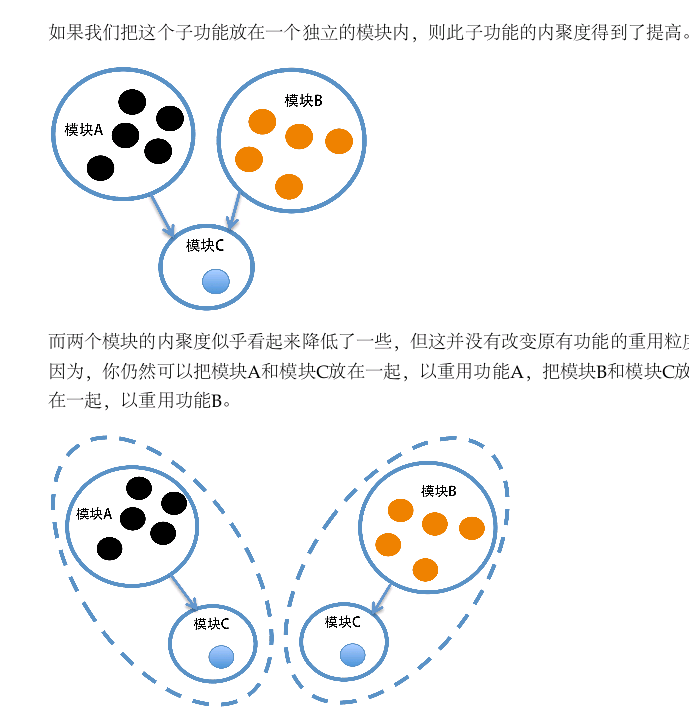 如果我们把这个子功能放在一个独立的模块内，则此子功能的内聚度得到了提高。
模块A
模块B
模块C
而两个模块的内聚度似乎看起来降低了一些，但这并没有改变原有功能的重用粒度
因为，你仍然可以把模块A和模块C放在一起，以重用功能A，把模块B和模块C放
在一起，以重用功能B。
模块A
模块B
模块C
模块C